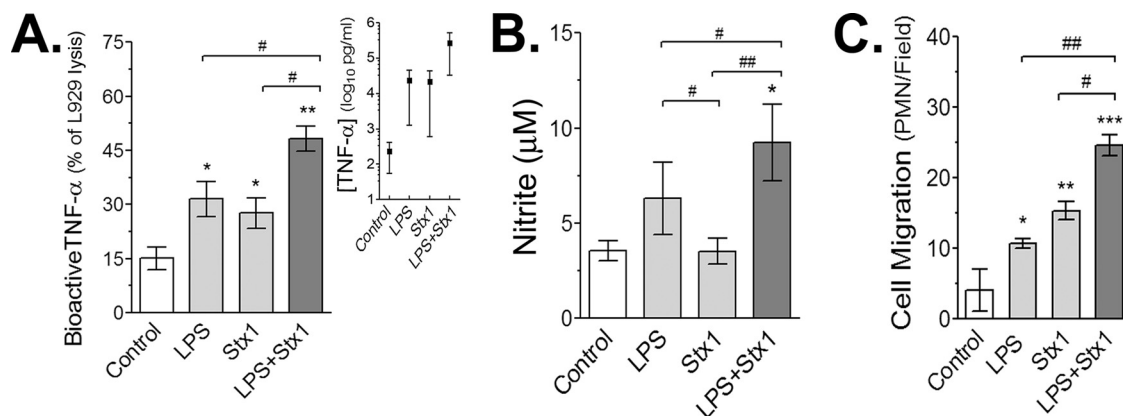 A.
BioactiveTNF-α (% of L929 lysis)
75
60
45
30
15
0
#
#
*
*
**
Control
LPS
Stx1
LPS+Stx1
[TNF-α] (log10 pg/ml)
6
5
4
3
2
1
Control
LPS
Stx1
LPS+Stx1
B.
Nitrite (µM)
15
10
5
0
#
##
#
*
Control
LPS
Stx1
LPS+Stx1
C.
Cell Migration (PMN/Field)
40
30
20
10
0
##
#
*
**
***
Control
LPS
Stx1
LPS+Stx1